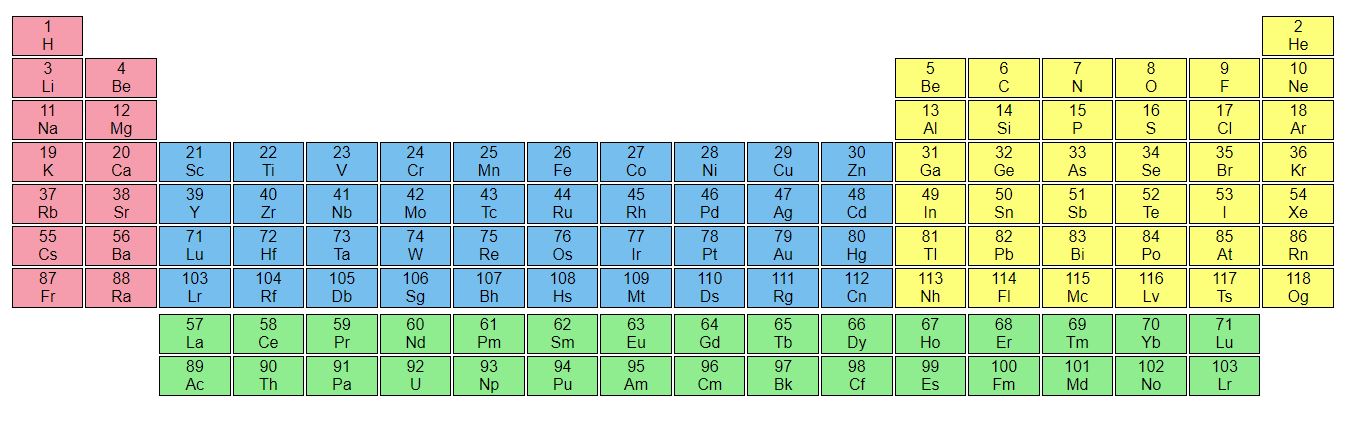 1 2
H He
3 4 5 6 7 8 9 10
Li Be Be C N O F Ne
11 12 13 14 15 16 17 18
Na Mg Al Si P S Cl Ar
19 20 21 22 23 24 25 26 27 28 29 30 31 32 33 34 35 36
K Ca Sc Ti V Cr Mn Fe Co Ni Cu Zn Ga Ge As Se Br Kr
37 38 39 40 41 42 43 44 45 46 47 48 49 50 51 52 53 54
Rb Sr Y Zr Nb Mo Tc Ru Rh Pd Ag Cd In Sn Sb Te I Xe
55 56 71 72 73 74 75 76 77 78 79 80 81 82 83 84 85 86
Cs Ba Lu Hf Ta W Re Os Ir Pt Au Hg Tl Pb Bi Po At Rn
87 88 103 104 105 106 107 108 109 110 111 112 113 114 115 116 117 118
Fr Ra Lr Rf Db Sg Bh Hs Mt Ds Rg Cn Nh Fl Mc Lv Ts Og
57 58 59 60 61 62 63 64 65 66 67 68 69 70 71
La Ce Pr Nd Pm Sm Eu Gd Tb Dy Ho Er Tm Yb Lu
89 90 91 92 93 94 95 96 97 98 99 100 101 102 103
Ac Th Pa U Np Pu Am Cm Bk Cf Es Fm Md No Lr